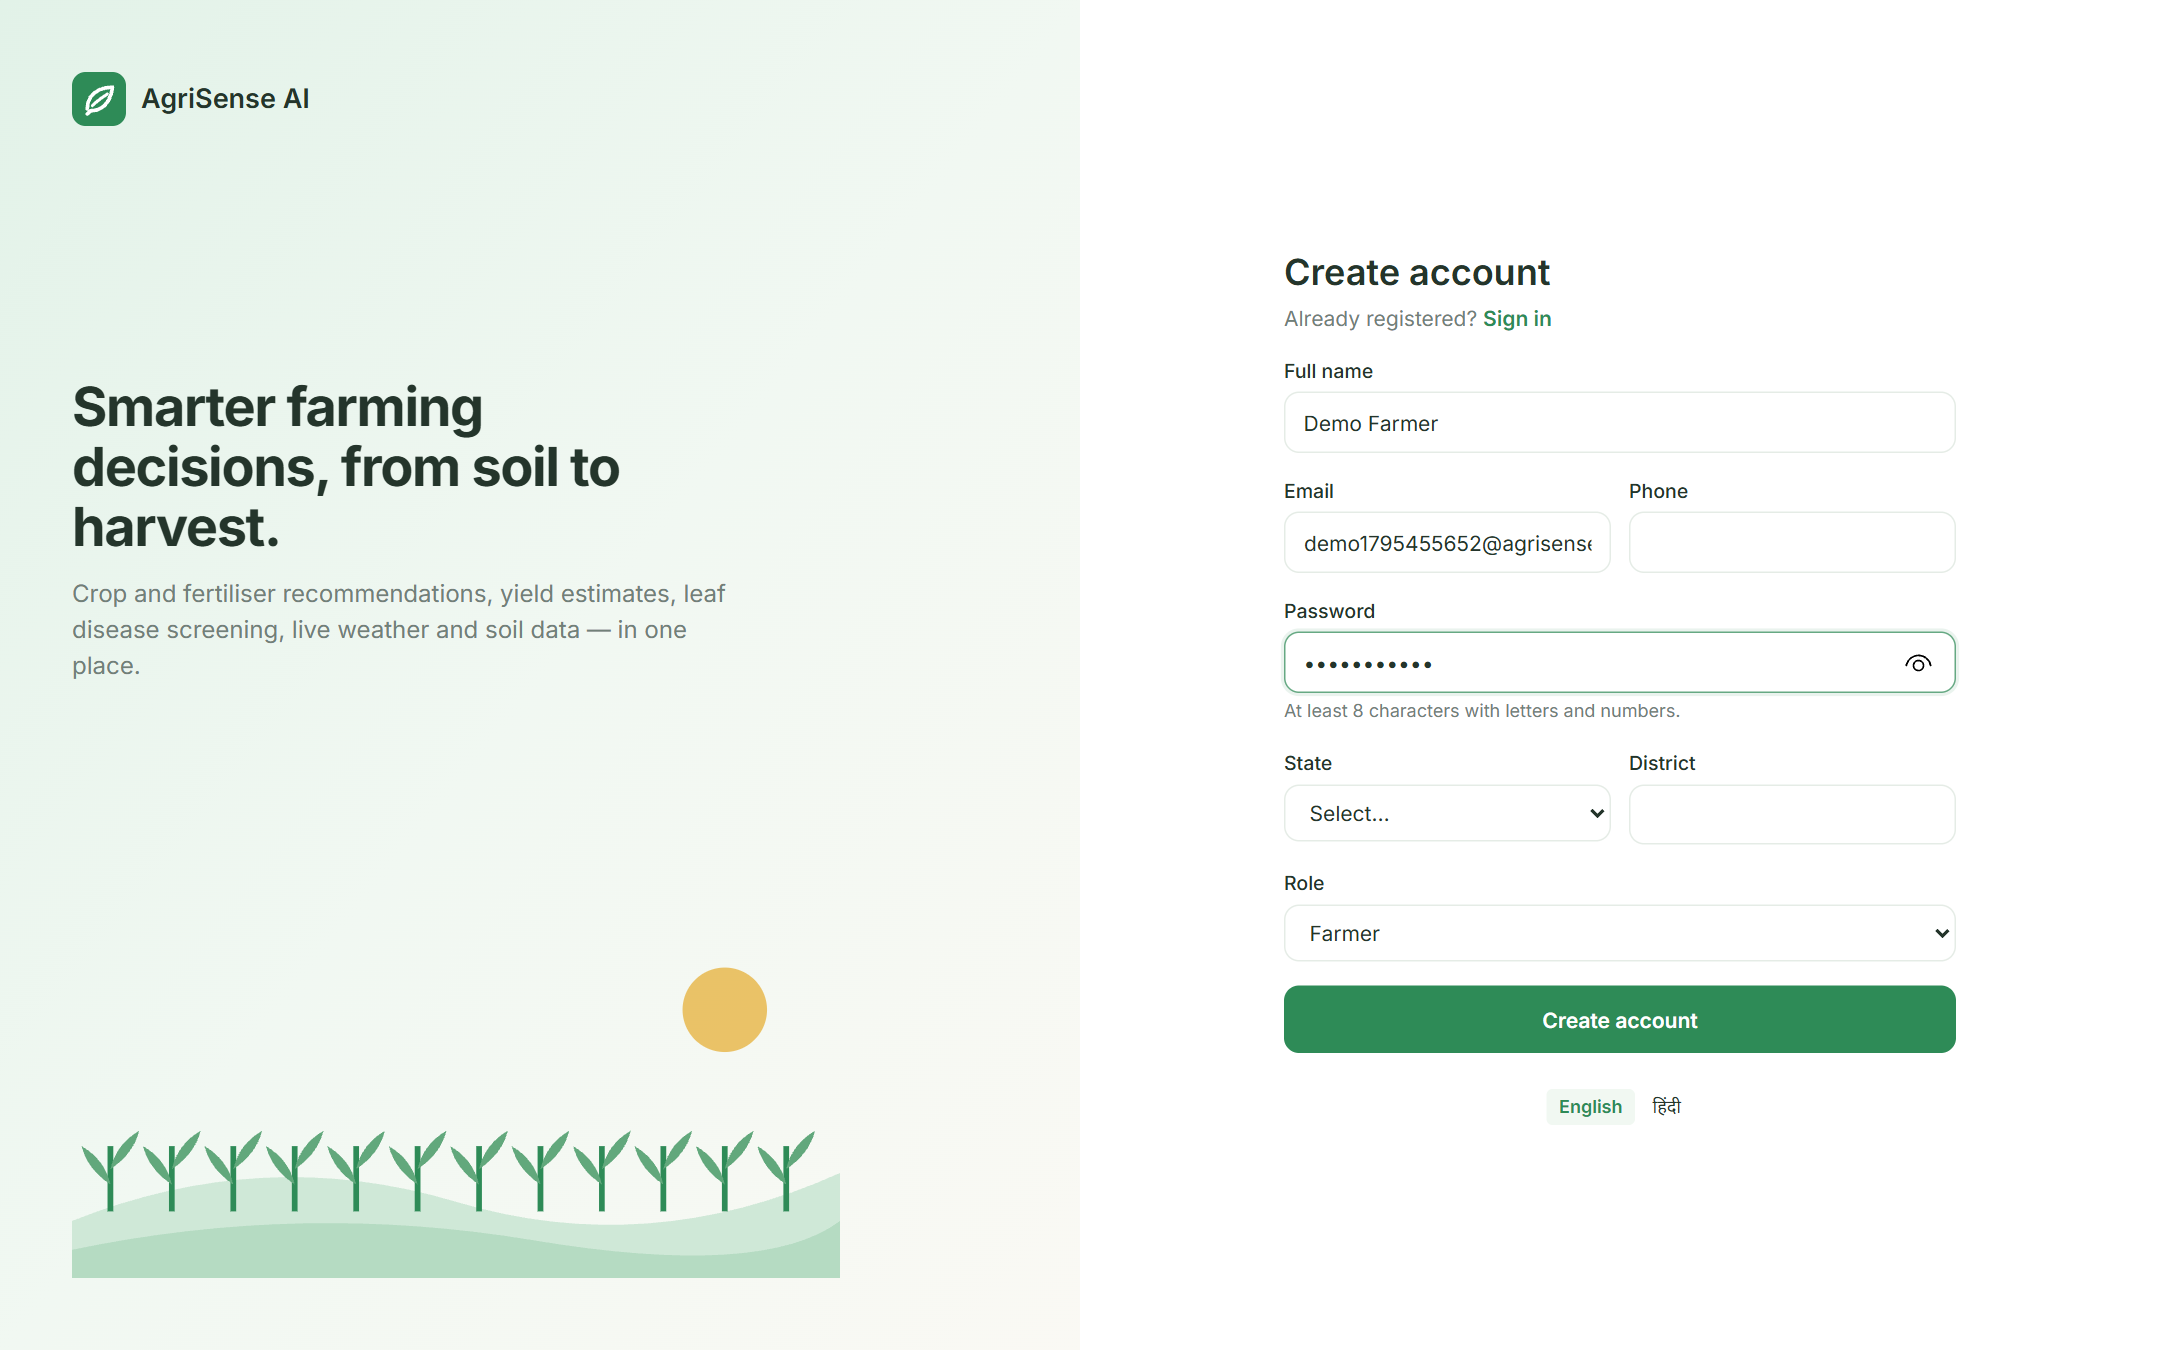 AgriSense AI
Smarter farming
decisions, from soil to
harvest.
Crop and fertiliser recommendations, yield estimates, leaf
disease screening, live weather and soil data — in one
place.
Create account
Already registered? Sign in
Full name
Demo Farmer
Email Phone
demo1795455652@agrisense
Password
•••••••••••
At least 8 characters with letters and numbers.
State District
Select...
Role
Farmer
Create account
English हिंदी